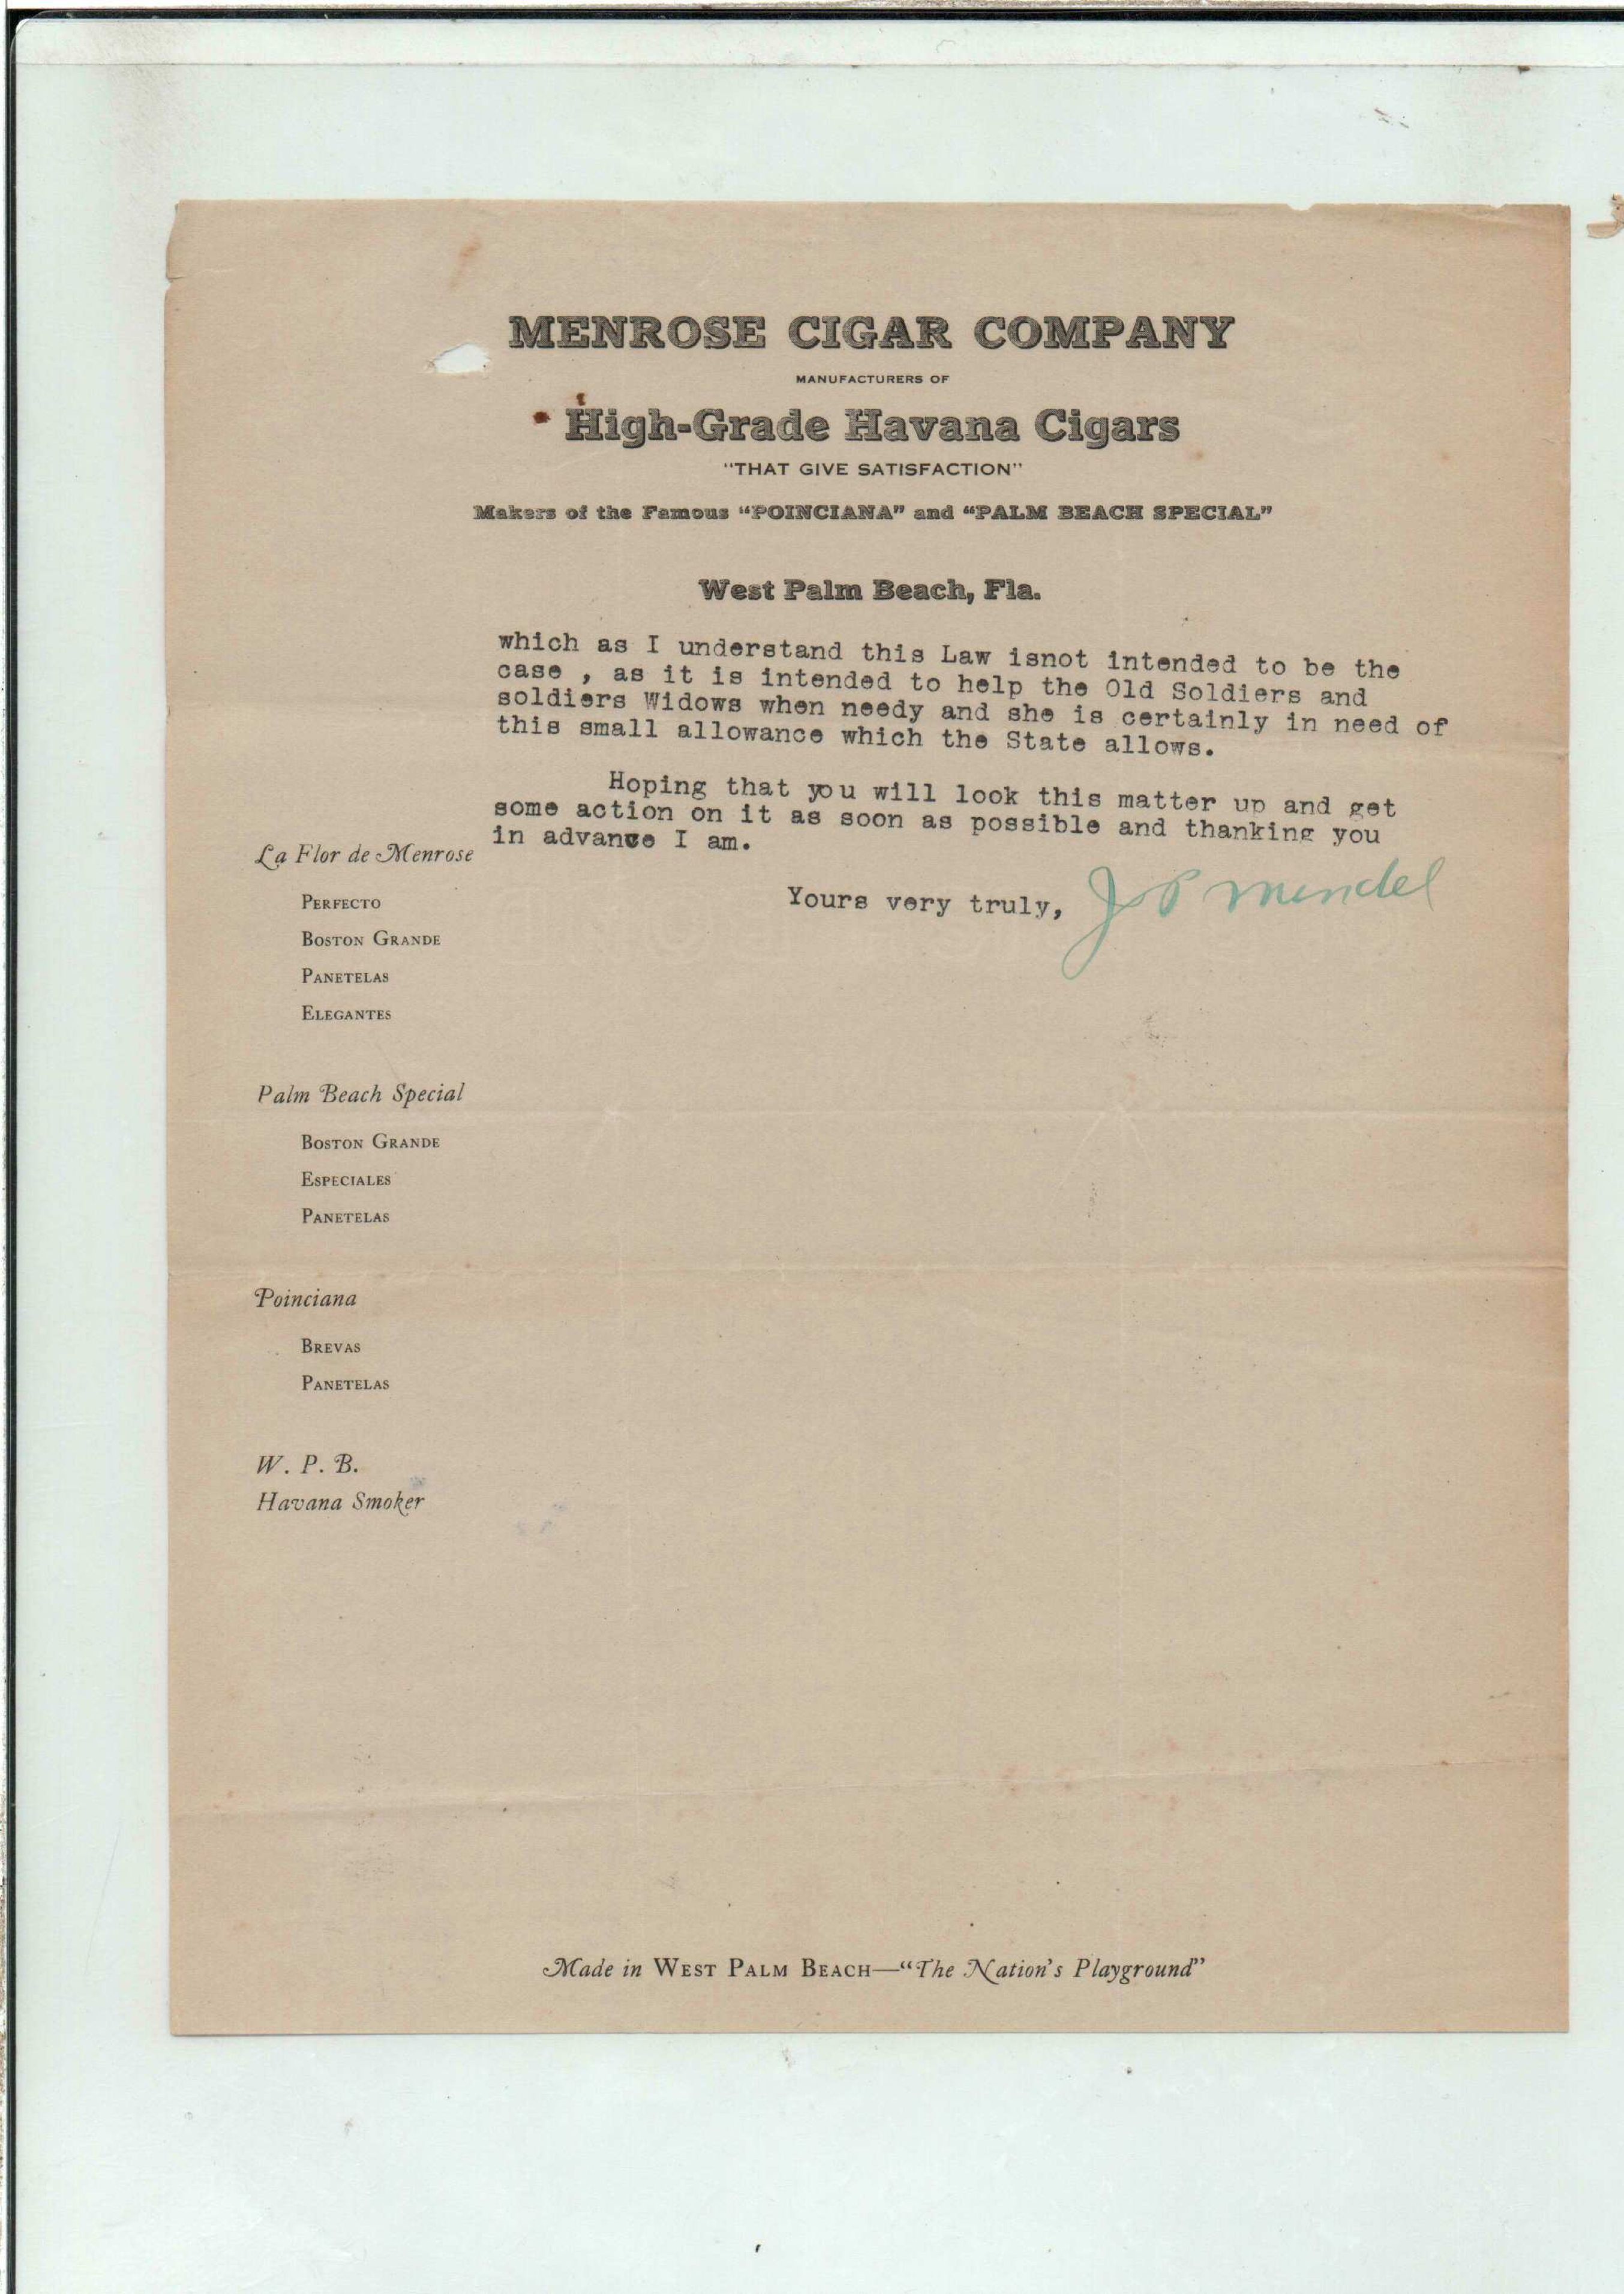 MENROSE CIGAR COMPANY
MANUFACTURERS OF
High-Grade Havana Cigars
"THAT GIVE SATISFACTION"
Makers of the Famous "POINCIANA" and "PALM BEACH SPECIAL"
West Palm Beach, Fla.
which as I understand this Law isnot intended to be the
case , as it is intended to help the Old Soldiers and
soldiers Widows when needy and she is certainly in need of
this small allowance which the State allows.
Hoping that you will look this matter up and get
some action on it as soon as possible and thanking you
in advance I am.
Yours very truly, J P Mendel
La Flor de Menrose
PERFECTO
BOSTON GRANDE
PANETELAS
ELEGANTES
Palm Beach Special
BOSTON GRANDE
ESPECIALES
PANETELAS
Poinciana
BREVAS
PANETELAS
W. P. B.
Havana Smoker
Made in WEST PALM BEACH—"The Nation's Playground"